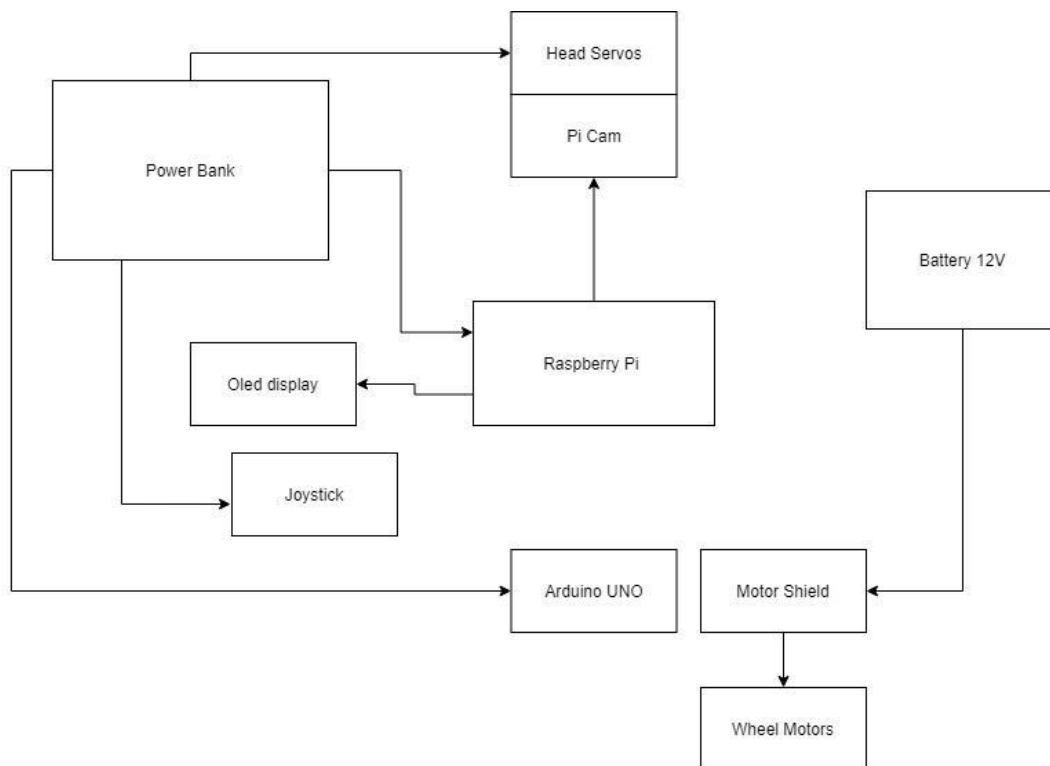 Head Servos
Pi Cam
Power Bank
Battery 12V
Raspberry Pi
Oled display
Joystick
Arduino UNO
Motor Shield
Wheel Motors